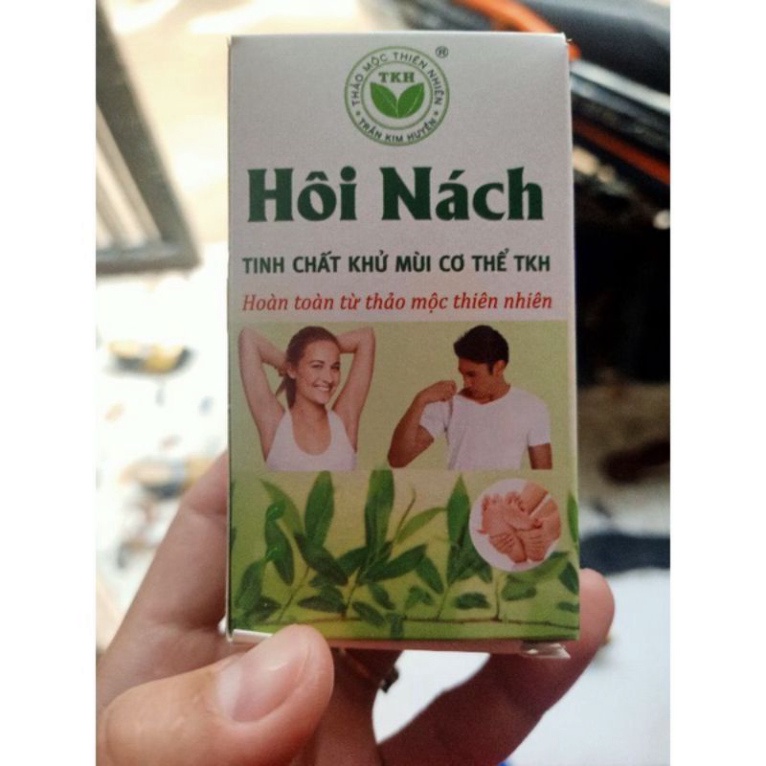 THẢO MỘC THIÊN NHIÊN
®
TKH
TRẦN KIM HUYỀN
Hôi Nách
TINH CHẤT KHỬ MÙI CƠ THỂ TKH
Hoàn toàn từ thảo mộc thiên nhiên